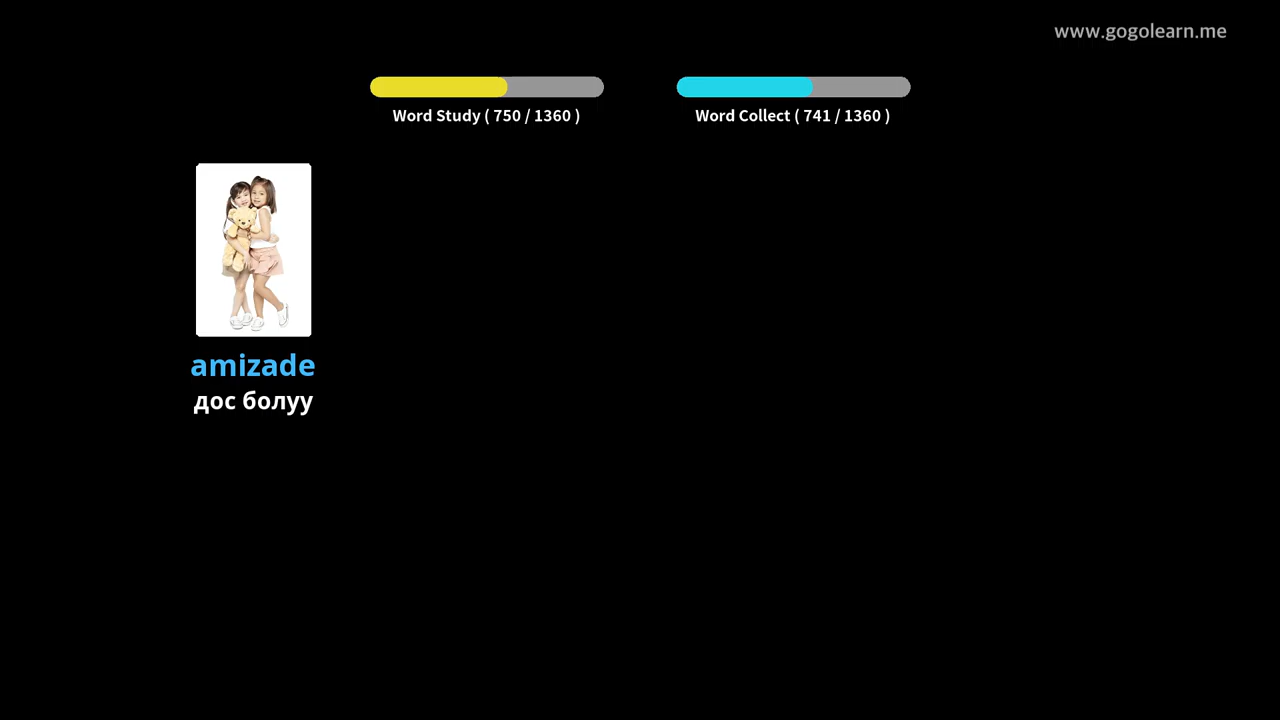 www.gogolearn.me
Word Study ( 750 / 1360 )
Word Collect ( 741 / 1360 )
amizade
дос болуу